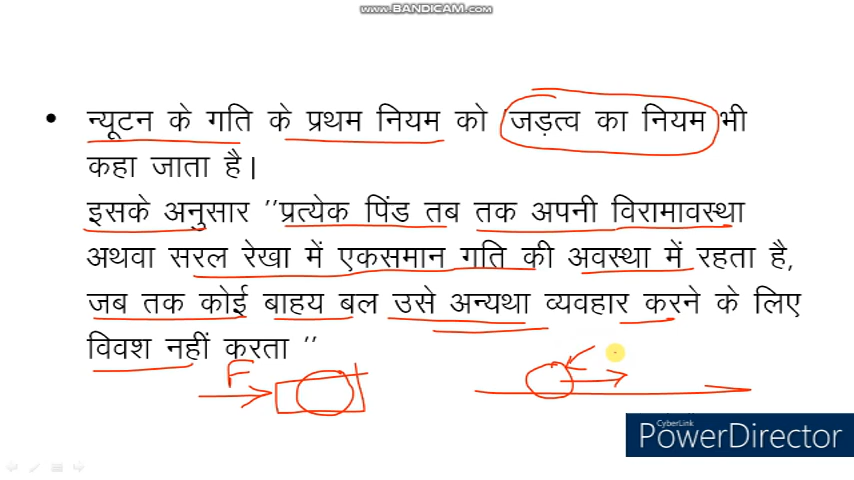 www.BANDICAM.com
• न्यूटन के गति के प्रथम नियम को जड़त्व का नियम भी
कहा जाता है।
इसके अनुसार ‘’प्रत्येक पिंड तब तक अपनी विरामावस्था
अथवा सरल रेखा में एकसमान गति की अवस्था में रहता है,
जब तक कोई बाहय बल उसे अन्यथा व्यवहार करने के लिए
विवश नहीं करता ‘’
F
CyberLink
PowerDirector